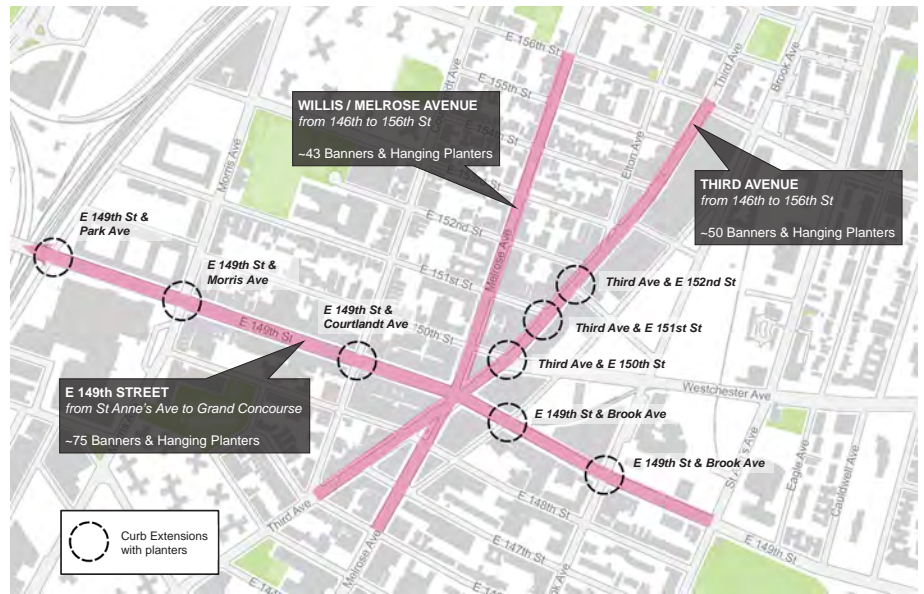 E 156th St
Third Ave
Brook Ave
WILLIS / MELROSE AVENUE
from 146th to 156th St
~43 Banners & Hanging Planters
E 155th St
Morris Ave
Elton Ave
THIRD AVENUE
from 146th to 156th St
~50 Banners & Hanging Planters
E 152nd St
E 149th St &
Park Ave
E 149th St &
Morris Ave
E 151st St
Melrose Ave
Third Ave & E 152nd St
E 149th St &
Courtlandt Ave
E 150th St
Third Ave & E 151st St
E 149th St
Third Ave & E 150th St
E 149th STREET
from St Anne's Ave to Grand Concourse
~75 Banners & Hanging Planters
Westchester Ave
E 149th St & Brook Ave
E 149th St & Brook Ave
Eagle Ave
Cauldwell Ave
Third Ave
E 148th St
Curb Extensions
with planters
Melrose Ave
E 147th St
E 149th St